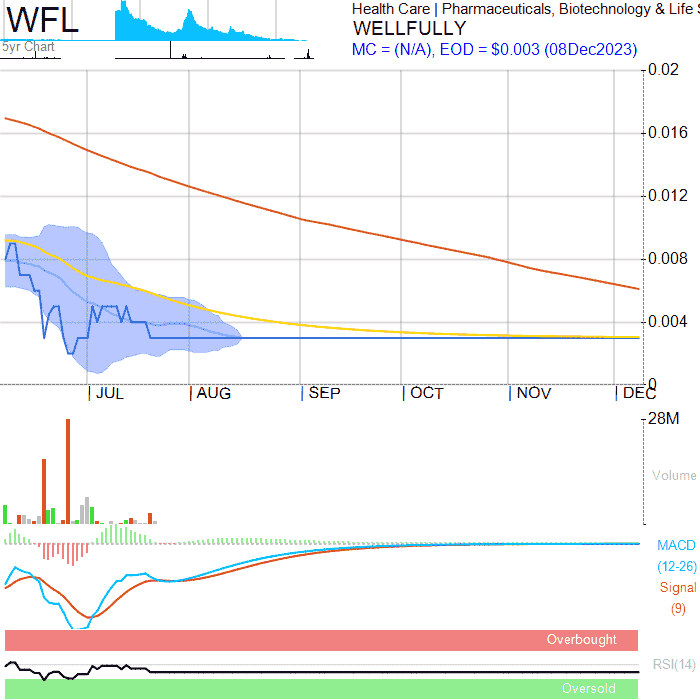 WFL
Health Care | Pharmaceuticals, Biotechnology & Life
WELLFULLY
5yr Chart
MC = (N/A), EOD = $0.003 (08Dec2023)
0.02
0.016
0.012
0.008
0.004
0
JUL AUG SEP OCT NOV DEC
28M
Volume
MACD
(12-26)
Signal
(9)
Overbought
RSI(14)
Oversold